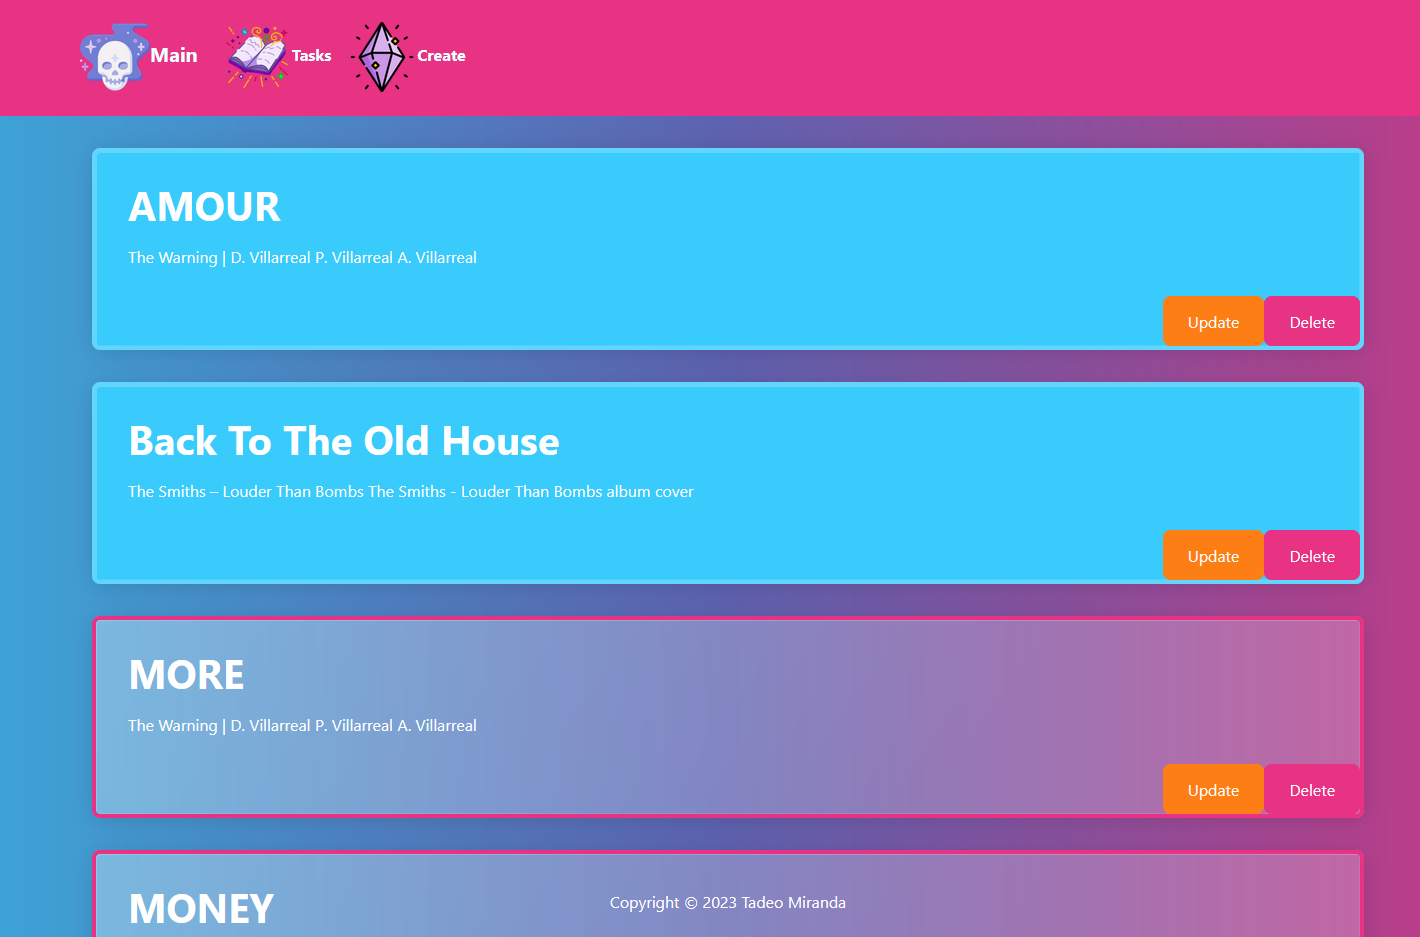 Main Tasks Create
AMOUR
The Warning | D. Villarreal P. Villarreal A. Villarreal
Update Delete
Back To The Old House
The Smiths – Louder Than Bombs The Smiths - Louder Than Bombs album cover
Update Delete
MORE
The Warning | D. Villarreal P. Villarreal A. Villarreal
Update Delete
MONEY
Copyright © 2023 Tadeo Miranda